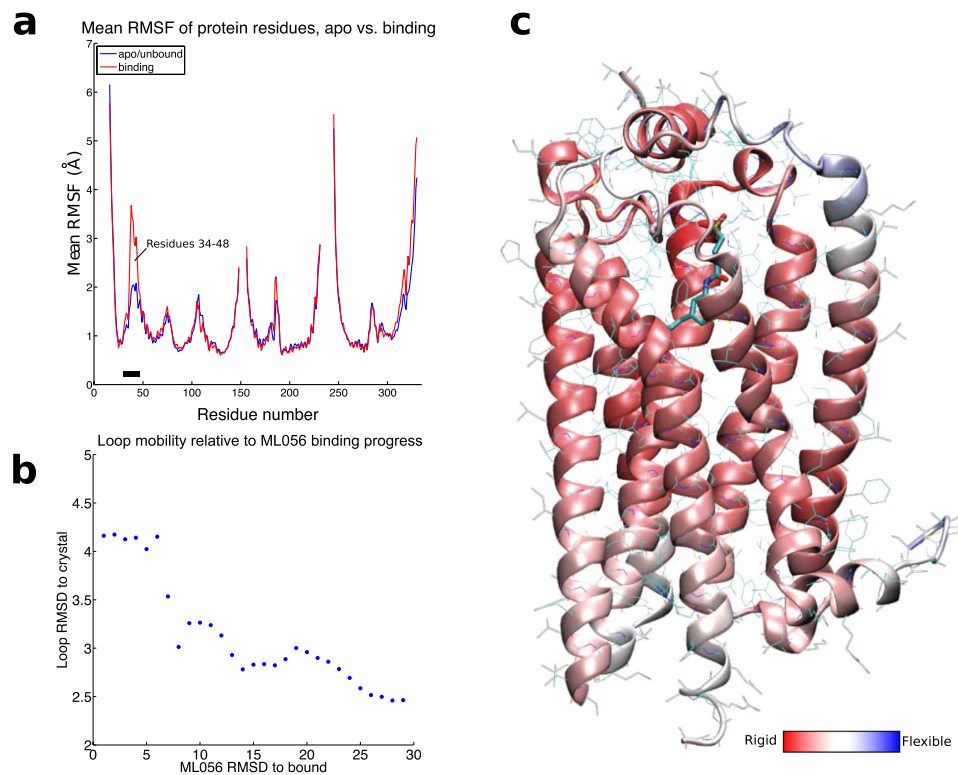 a
Mean RMSF of protein residues, apo vs. binding
7
6
5
4
3
2
1
0
apo/unbound
binding
Residues 34-48
Mean RMSF (Å)
0 50 100 150 200 250 300
Residue number
b
Loop mobility relative to ML056 binding progress
5
4.5
4
3.5
3
2.5
2
Loop RMSD to crystal
0 5 10 15 20 25 30
ML056 RMSD to bound
c
Rigid
Flexible